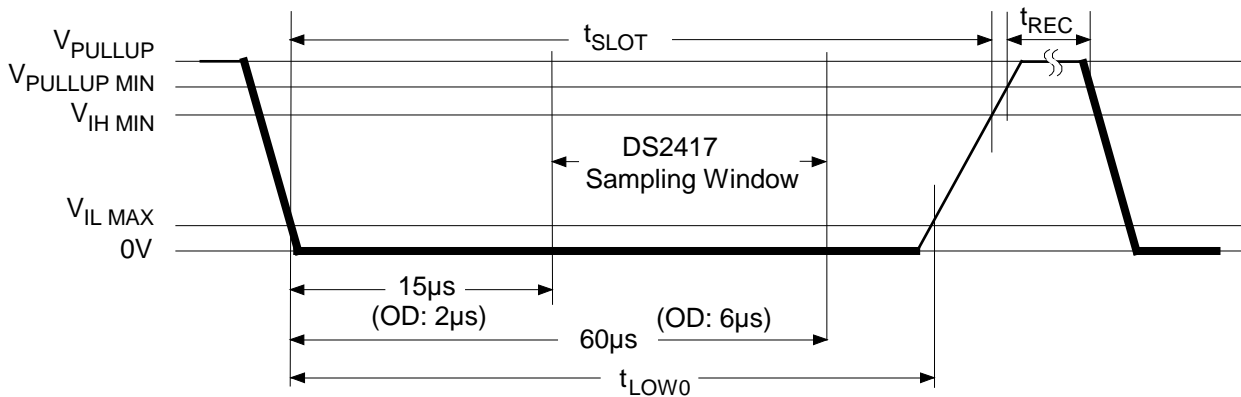 tSLOT
tREC
VPULLUP
VPULLUP MIN
VIH MIN
DS2417
Sampling Window
VIL MAX
0V
15µs
(OD: 2µs)
(OD: 6µs)
60µs
tLOW0